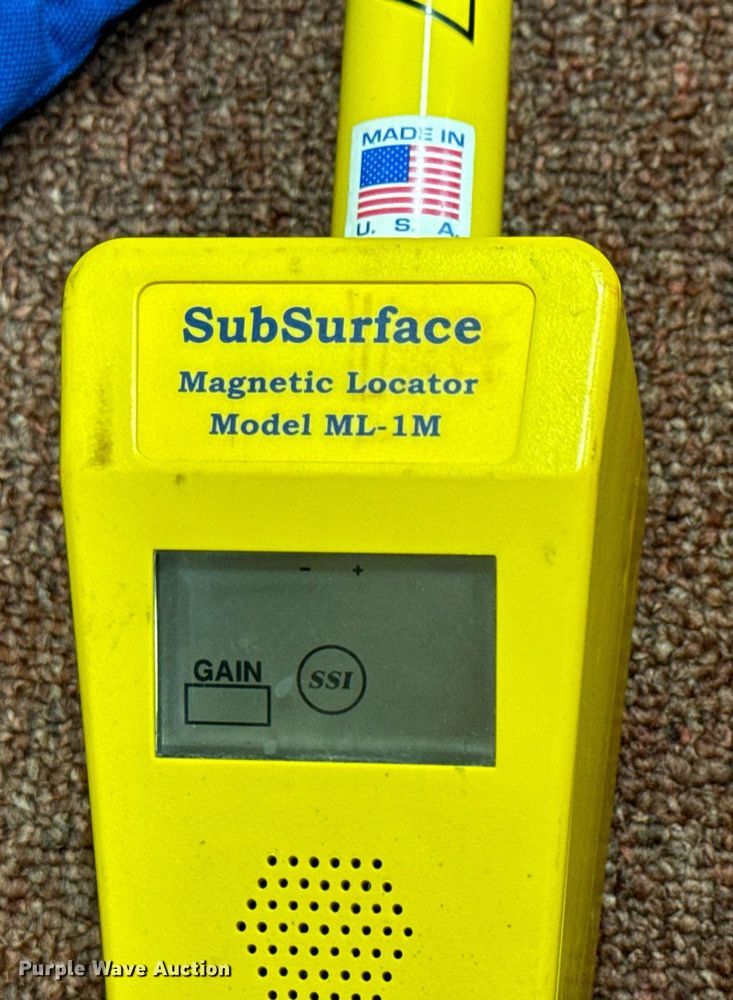 MADE IN
U. S. A.
SubSurface
Magnetic Locator
Model ML-1M
- +
GAIN
SSI
Purple Wave Auction